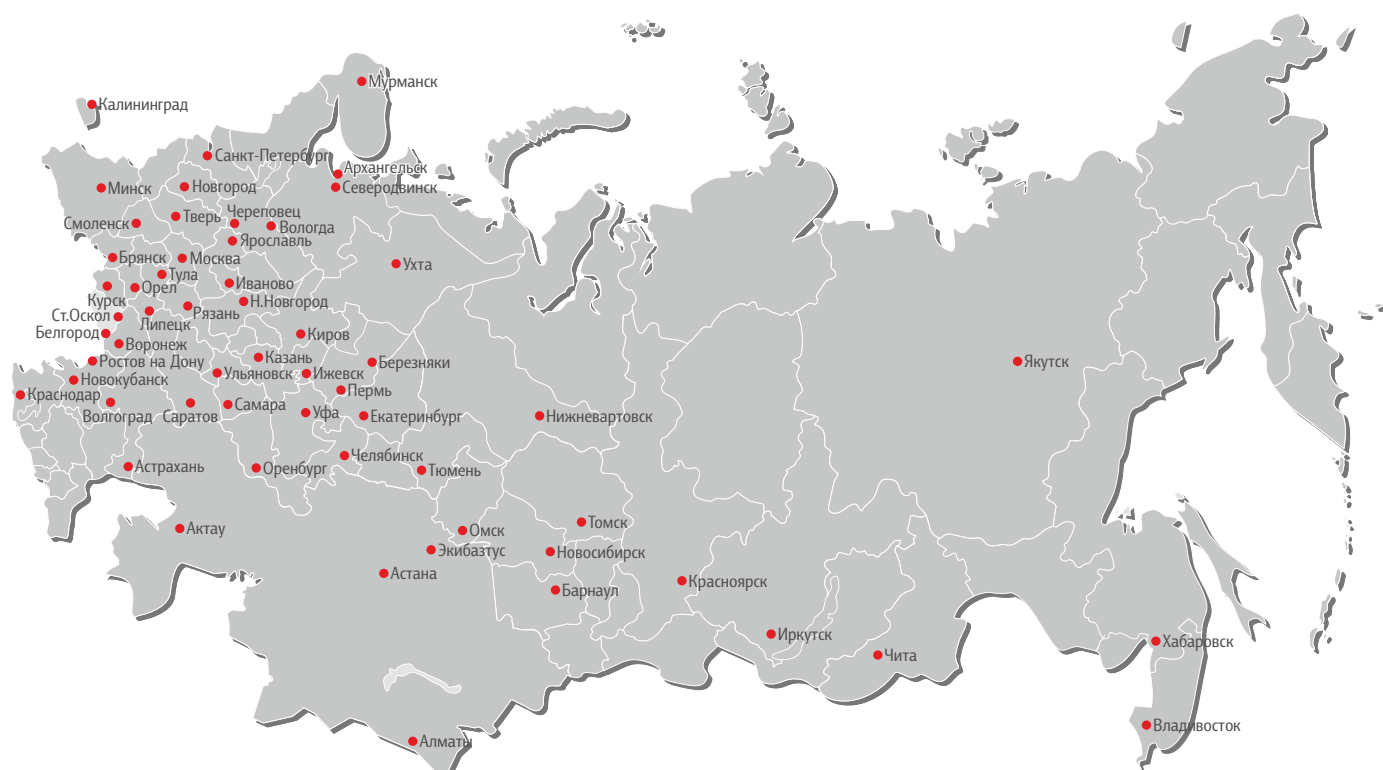 Мурманск
Калининград
Санкт-Петербург
Архангельск
Минск
Новгород
Северодвинск
Смоленск
Тверь
Череповец
Вологда
Ярославль
Брянск
Москва
Ухта
Тула
Орел
Иваново
Курск
Н.Новгород
Ст.Оскол
Липецк
Рязань
Белгород
Воронеж
Киров
Ростов на Дону
Казань
Березняки
Якутск
Новокубанск
Ульяновск
Ижевск
Краснодар
Пермь
Волгоград
Саратов
Самара
Уфа
Екатеринбург
Нижневартовск
Астрахань
Оренбург
Челябинск
Тюмень
Актау
Омск
Томск
Экибазтус
Новосибирск
Астана
Барнаул
Красноярск
Иркутск
Чита
Хабаровск
Владивосток
Алматы